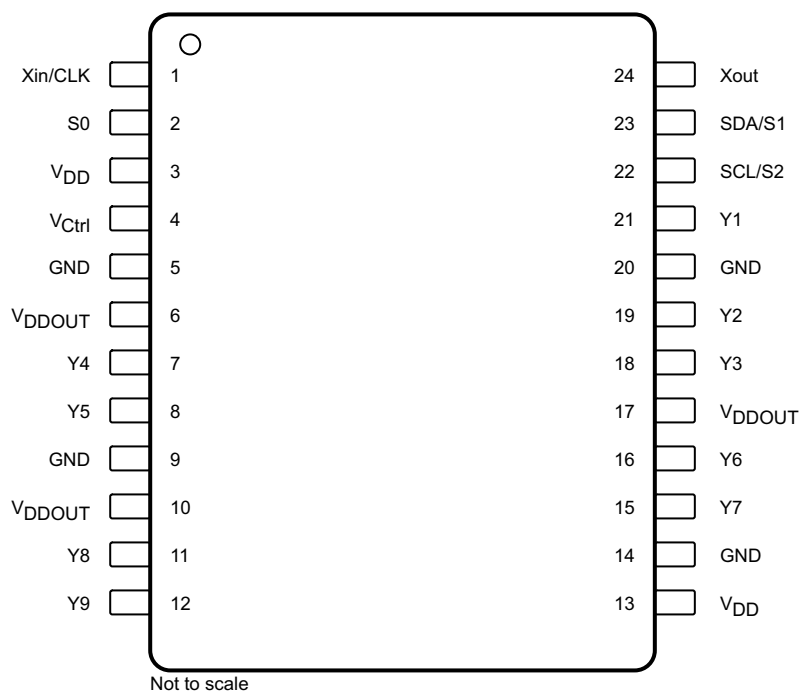 Xin/CLK 1 24 Xout
S0 2 23 SDA/S1
VDD 3 22 SCL/S2
VCtrl 4 21 Y1
GND 5 20 GND
VDDOUT 6 19 Y2
Y4 7 18 Y3
Y5 8 17 VDDOUT
GND 9 16 Y6
VDDOUT 10 15 Y7
Y8 11 14 GND
Y9 12 13 VDD
Not to scale